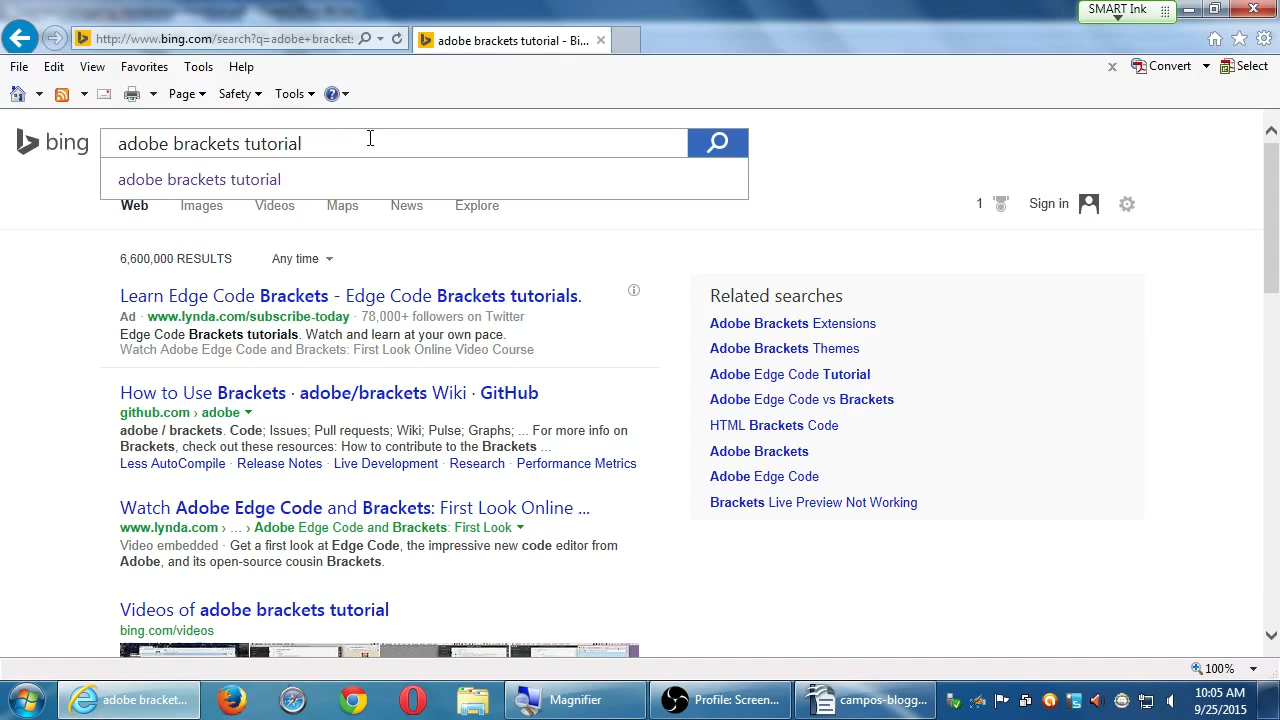 SMART Ink
http://www.bing.com/search?q=adobe+bracket:
adobe brackets tutorial - Bi...
File Edit View Favorites Tools Help
Convert Select
Page Safety Tools
bing
adobe brackets tutorial
adobe brackets tutorial
Web Images Videos Maps News Explore
1 Sign in
6,600,000 RESULTS Any time
Learn Edge Code Brackets - Edge Code Brackets tutorials.
Ad · www.lynda.com/subscribe-today · 78,000+ followers on Twitter
Edge Code Brackets tutorials. Watch and learn at your own pace.
Watch Adobe Edge Code and Brackets: First Look Online Video Course
How to Use Brackets · adobe/brackets Wiki · GitHub
github.com › adobe
adobe / brackets. Code; Issues; Pull requests; Wiki; Pulse; Graphs; ... For more info on
Brackets, check out these resources: How to contribute to the Brackets ...
Less AutoCompile · Release Notes · Live Development · Research · Performance Metrics
Watch Adobe Edge Code and Brackets: First Look Online ...
www.lynda.com › ... › Adobe Edge Code and Brackets: First Look
Video embedded · Get a first look at Edge Code, the impressive new code editor from
Adobe, and its open-source cousin Brackets.
Videos of adobe brackets tutorial
bing.com/videos
Related searches
Adobe Brackets Extensions
Adobe Brackets Themes
Adobe Edge Code Tutorial
Adobe Edge Code vs Brackets
HTML Brackets Code
Adobe Brackets
Adobe Edge Code
Brackets Live Preview Not Working
100%
adobe bracket... Magnifier Profile: Screen... campos-blogg...
10:05 AM
9/25/2015